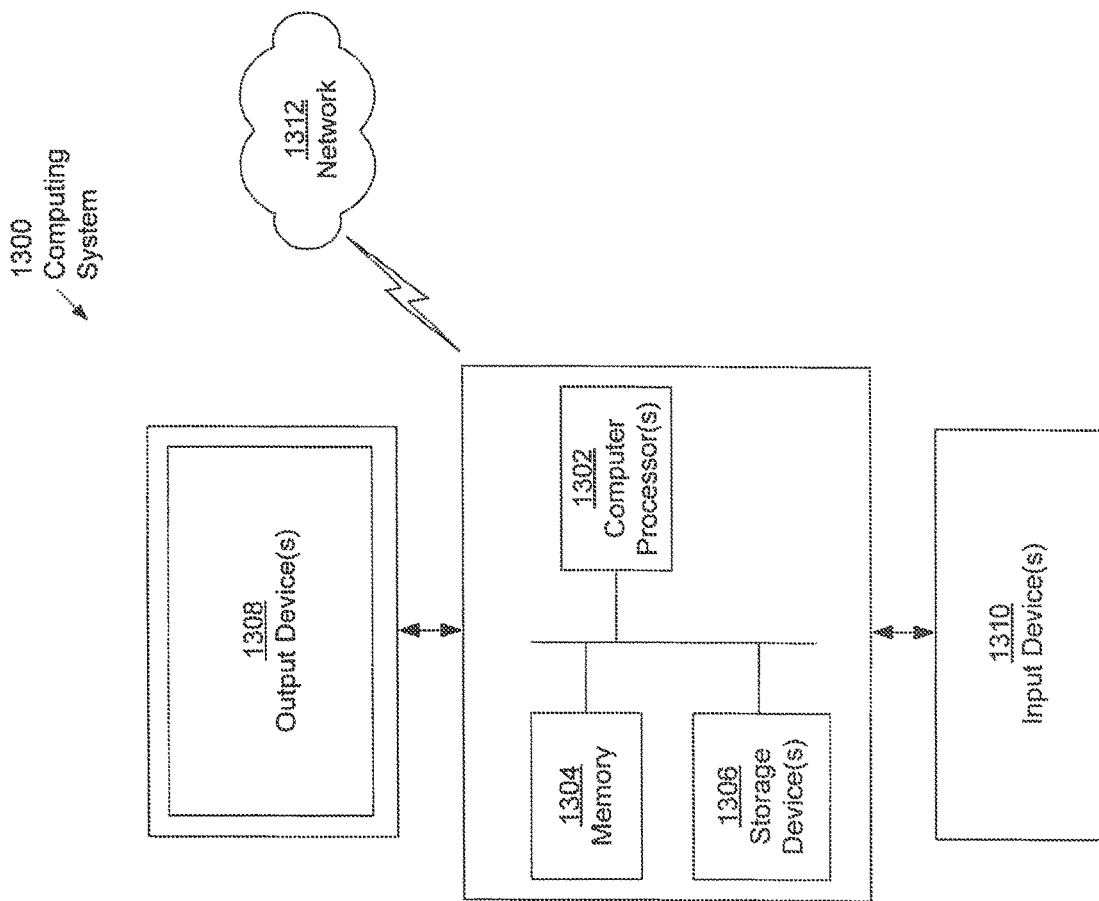 1300
Computing
System
1312
Network
1308
Output Device(s)
1302
Computer
Processor(s)
1304
Memory
1306
Storage
Device(s)
1310
Input Device(s)